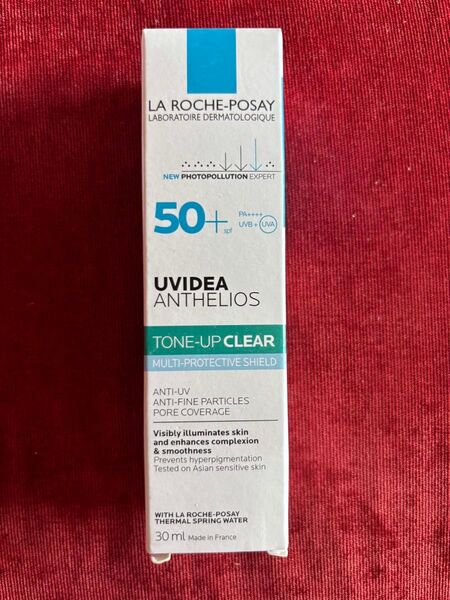 LA ROCHE-POSAY
LABORATOIRE DERMATOLOGIQUE
NEW PHOTOPOLLUTION EXPERT
50+ spf
PA++++
UVB+ UVA
UVIDEA
ANTHELIOS
TONE-UP CLEAR
MULTI-PROTECTIVE SHIELD
ANTI-UV
ANTI-FINE PARTICLES
PORE COVERAGE
Visibly illuminates skin
and enhances complexion
& smoothness
Prevents hyperpigmentation
Tested on Asian sensitive skin
WITH LA ROCHE-POSAY
THERMAL SPRING WATER
30 ml Made in France